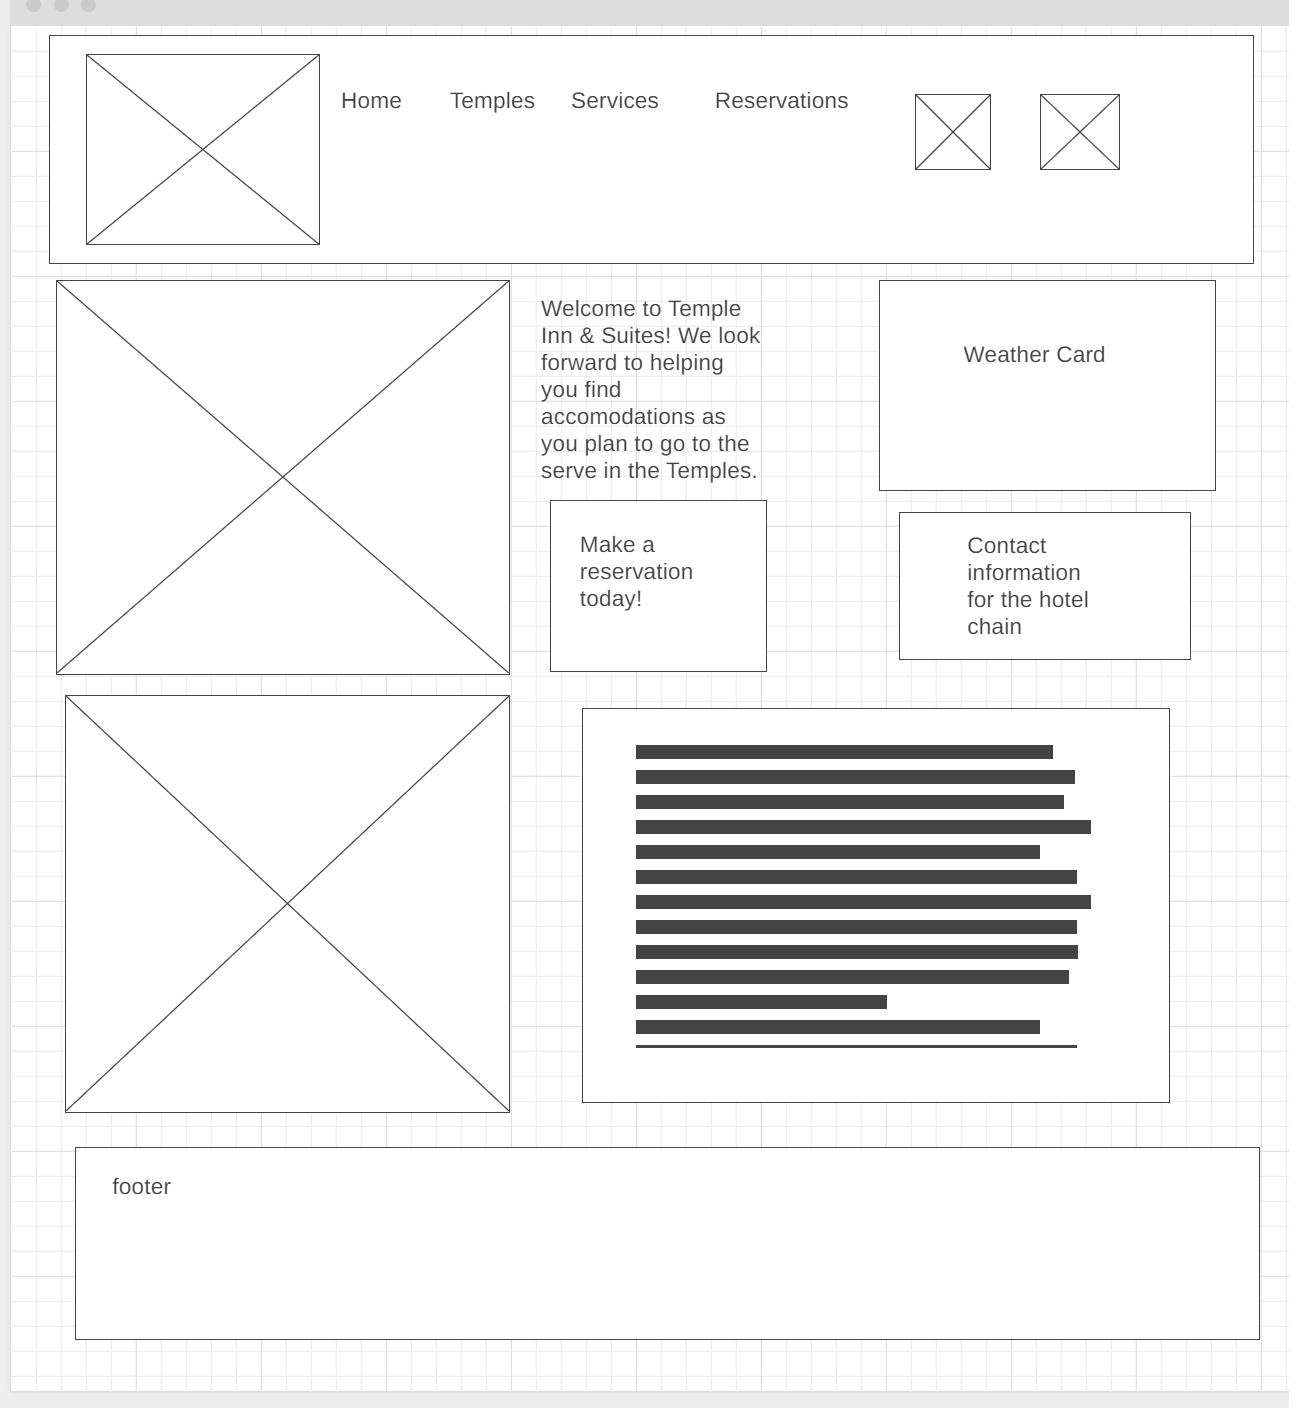 Home Temples Services Reservations
Welcome to Temple
Inn & Suites! We look
forward to helping
you find
accomodations as
you plan to go to the
serve in the Temples.
Weather Card
Make a
reservation
today!
Contact
information
for the hotel
chain
footer